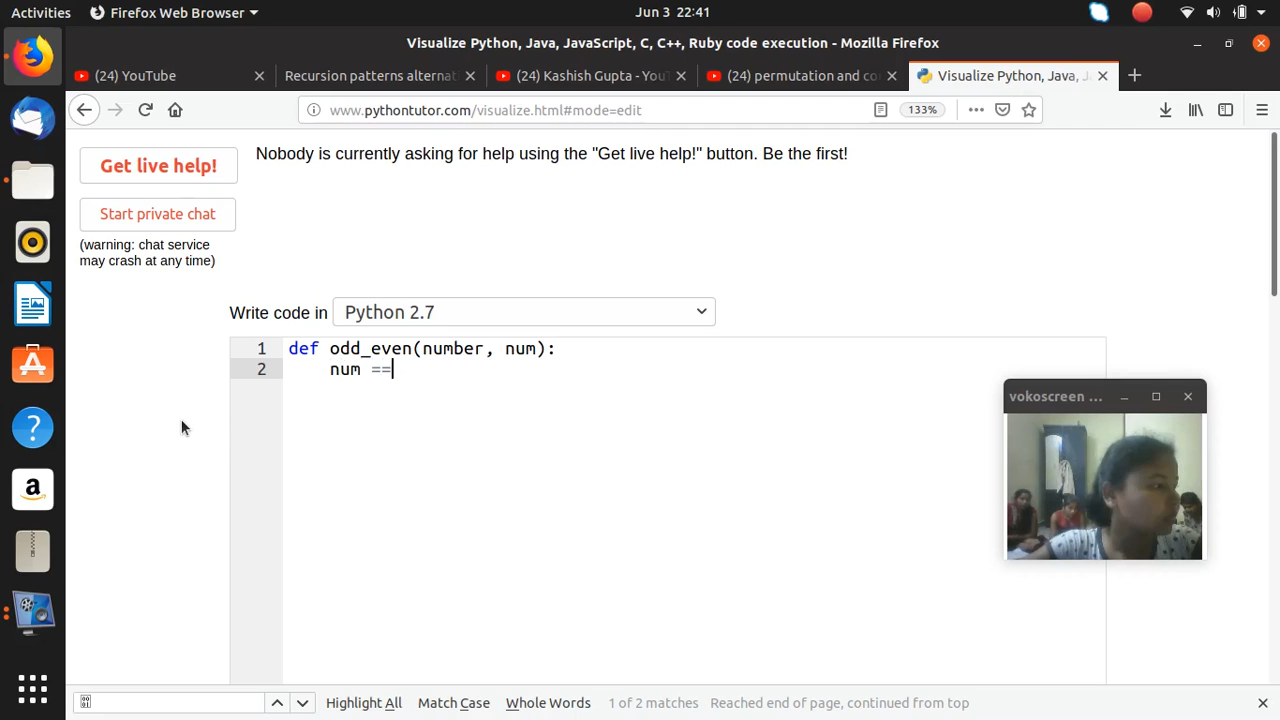 Activities Firefox Web Browser Jun 3 22:41
Visualize Python, Java, JavaScript, C, C++, Ruby code execution - Mozilla Firefox
(24) YouTube Recursion patterns alternat (24) Kashish Gupta - You (24) permutation and co Visualize Python, Java, J
www.pythontutor.com/visualize.html#mode=edit 133%
Get live help! Nobody is currently asking for help using the "Get live help!" button. Be the first!
Start private chat
(warning: chat service
may crash at any time)
Write code in Python 2.7
1 def odd_even(number, num):
2 num ==
vokoscreen ...
Highlight All Match Case Whole Words 1 of 2 matches Reached end of page, continued from top